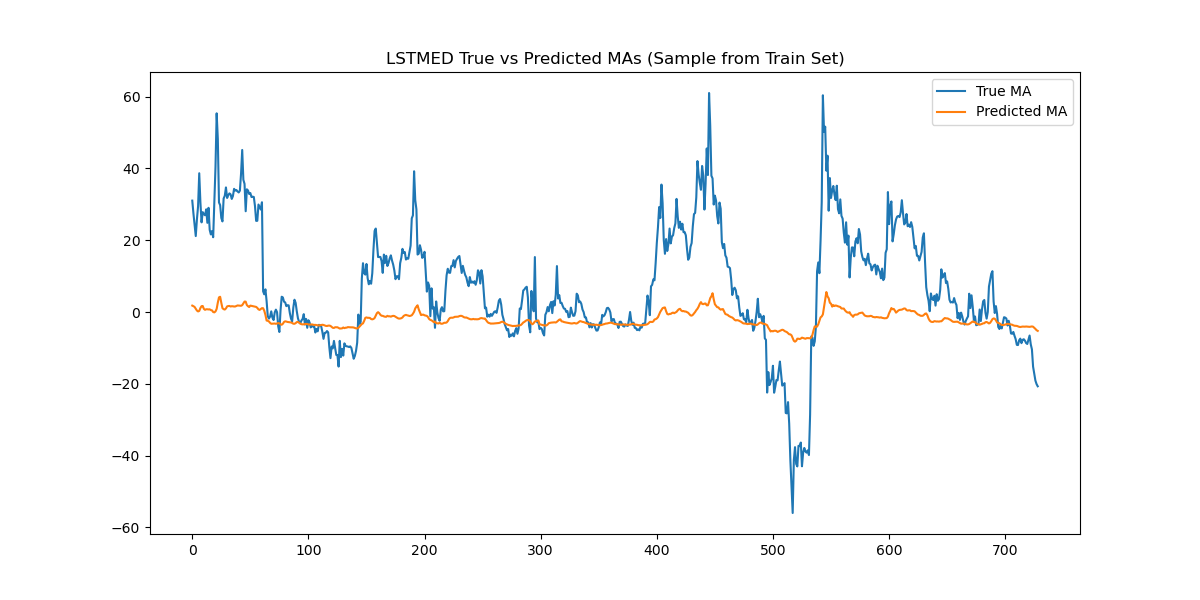 LSTMED True vs Predicted MAs (Sample from Train Set)
True MA
Predicted MA
60
40
20
0
−20
−40
−60
0 100 200 300 400 500 600 700